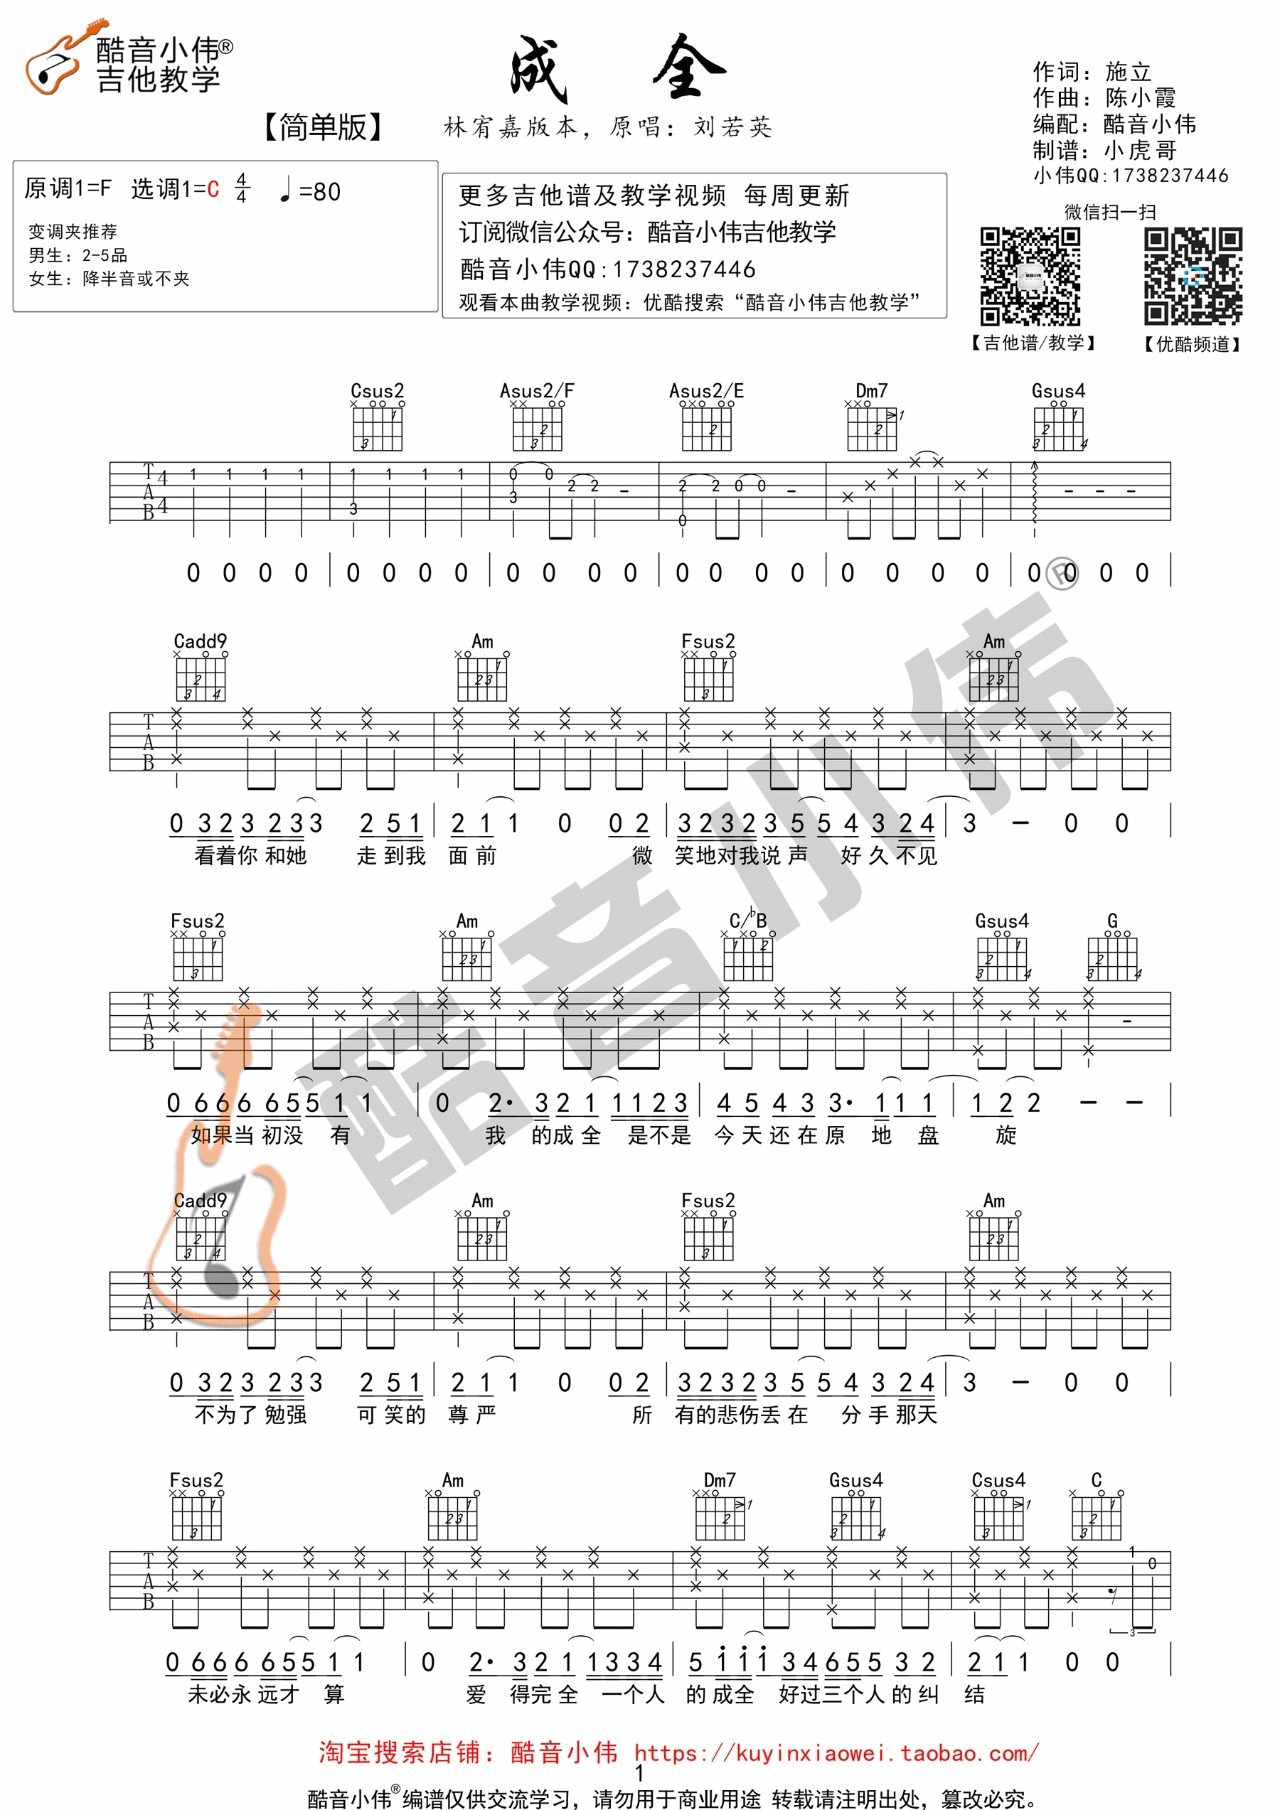 酷音小伟®
吉他教学
成 全
【简单版】
林宥嘉版本，原唱：刘若英
作词：施立
作曲：陈小霞
编配：酷音小伟
制谱：小虎哥
小伟QQ:1738237446
原调1=F 选调1=C 4/4 ♩=80
变调夹推荐
男生：2-5品
女生：降半音或不夹
更多吉他谱及教学视频 每周更新
订阅微信公众号：酷音小伟吉他教学
酷音小伟QQ:1738237446
观看本曲教学视频：优酷搜索“酷音小伟吉他教学”
微信扫一扫
【吉他谱/教学】 【优酷频道】
Csus2 Asus2/F Asus2/E Dm7 Gsus4
0 0 0 0 | 0 0 0 0 | 0 0 0 0 | 0 0 0 0 | 0 0 0 0 | 0 0 0 0
Cadd9 Am Fsus2 Am
0 3 2 3 2 3 3 2 5 1 | 2 1 1 0 0 2 | 3 2 3 2 3 5 5 4 3 2 4 | 3 － 0 0
看着你和她 走到我 面前 微 笑地对我说声 好久不见
Fsus2 Am C/♭B Gsus4 G
0 6 6 6 6 5 5 1 1 | 0 2· 3 2 1 1 1 2 3 | 4 5 4 3 3· 1 1 1 | 1 2 2 － －
如果当初没 有 我 的成全 是不是 今天还在原 地盘 旋
Cadd9 Am Fsus2 Am
0 3 2 3 2 3 3 2 5 1 | 2 1 1 0 0 2 | 3 2 3 2 3 5 5 4 3 2 4 | 3 － 0 0
不为了勉强 可笑的 尊严 所 有的悲伤丢在 分手那天
Fsus2 Am Dm7 Gsus4 Csus4 C
0 6 6 6 6 5 5 1 1 | 0 2· 3 2 1 1 3 3 4 | 5 i i i 3 4 6 5 5 3 2 | 2 1 1 0 0
未必永远才 算 爱 得完全 一个人 的成全 好过三个人的纠 结
淘宝搜索店铺：酷音小伟 https://kuyinxiaowei.taobao.com/
1
酷音小伟®编谱仅供交流学习，请勿用于商业用途 转载请注明出处，篡改必究。
酷音小伟®